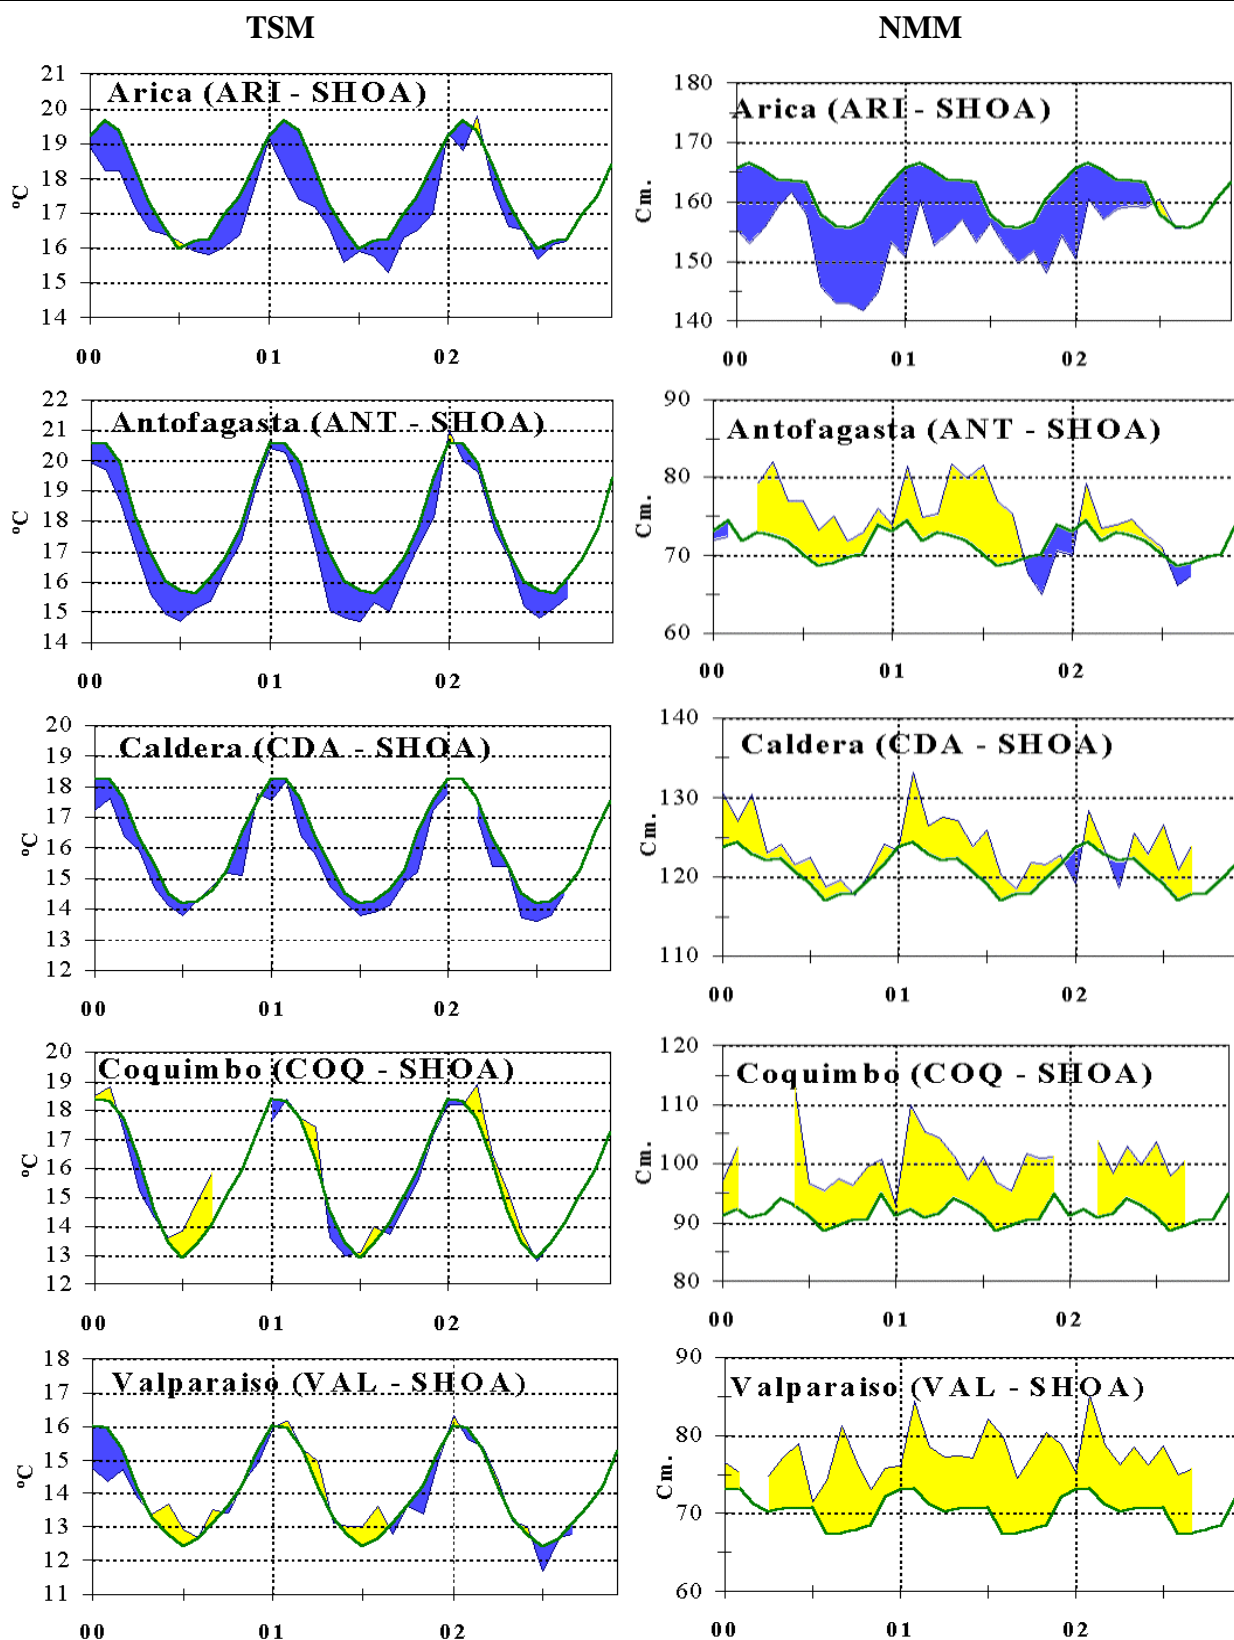 TSM
NMM
Arica (ARI - SHOA)
21
20
19
18
17
16
15
14
ºC
00 01 02
Arica (ARI - SHOA)
180
170
160
150
140
Cm.
00 01 02
Antofagasta (ANT - SHOA)
22
21
20
19
18
17
16
15
14
ºC
00 01 02
Antofagasta (ANT - SHOA)
90
80
70
60
Cm.
00 01 02
Caldera (CDA - SHOA)
20
19
18
17
16
15
14
13
12
ºC
00 01 02
Caldera (CDA - SHOA)
140
130
120
110
Cm.
00 01 02
Coquimbo (COQ - SHOA)
20
19
18
17
16
15
14
13
12
ºC
00 01 02
Coquimbo (COQ - SHOA)
120
110
100
90
80
Cm.
00 01 02
Valparaiso (VAL - SHOA)
18
17
16
15
14
13
12
11
ºC
00 01 02
Valparaiso (VAL - SHOA)
90
80
70
60
Cm.
00 01 02